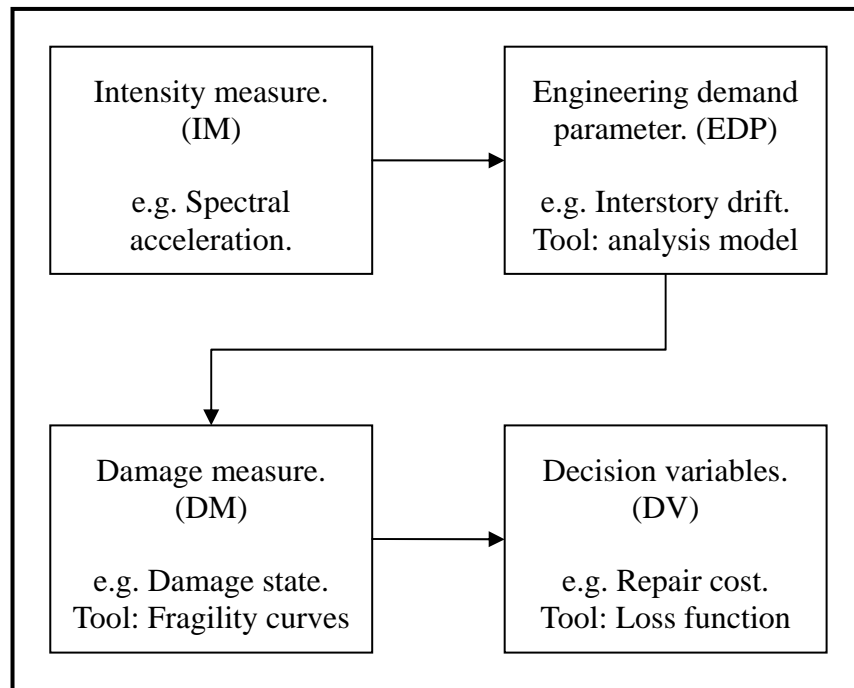 Intensity measure.
(IM)
e.g. Spectral
acceleration.
Engineering demand
parameter. (EDP)
e.g. Interstory drift.
Tool: analysis model
Damage measure.
(DM)
e.g. Damage state.
Tool: Fragility curves
Decision variables.
(DV)
e.g. Repair cost.
Tool: Loss function